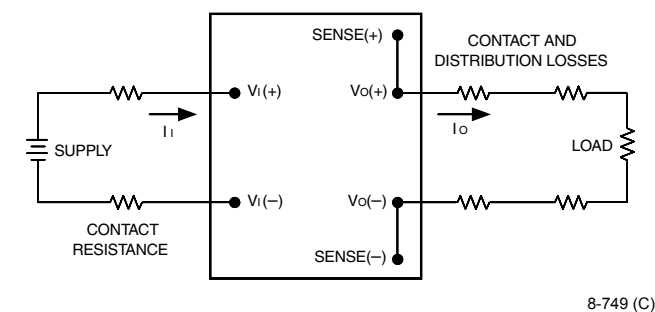 SENSE(+)
CONTACT AND
DISTRIBUTION LOSSES
VI(+)
VO(+)
II
IO
SUPPLY
LOAD
VI(–)
VO(–)
CONTACT
RESISTANCE
SENSE(–)
8-749 (C)